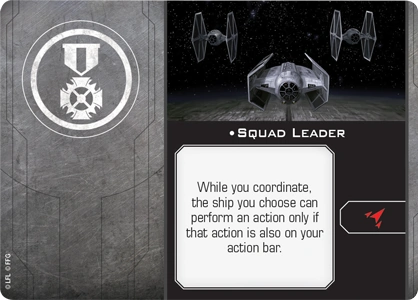 • Squad Leader
While you coordinate,
the ship you choose can
perform an action only if
that action is also on your
action bar.
©LFL ©FFG